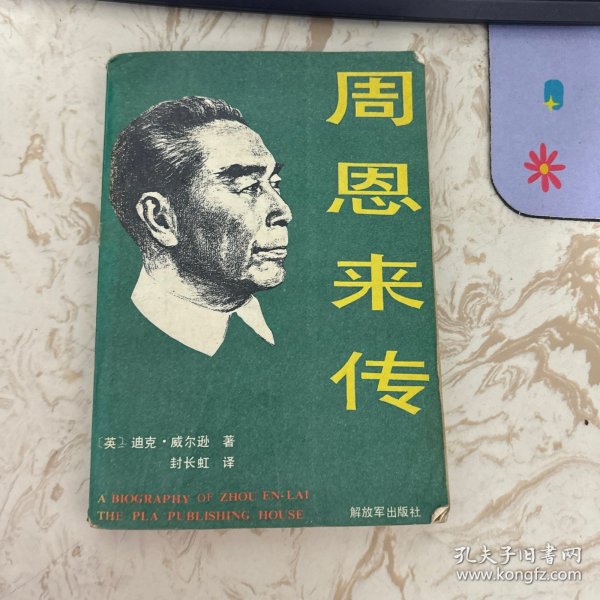 周恩来传
〔英〕迪克·威尔逊 著
封长虹 译
A BIOGRAPHY OF ZHOU EN-LAI
THE PLA PUBLISHING HOUSE
解放军出版社
孔夫子旧书网
www.kongfz.com